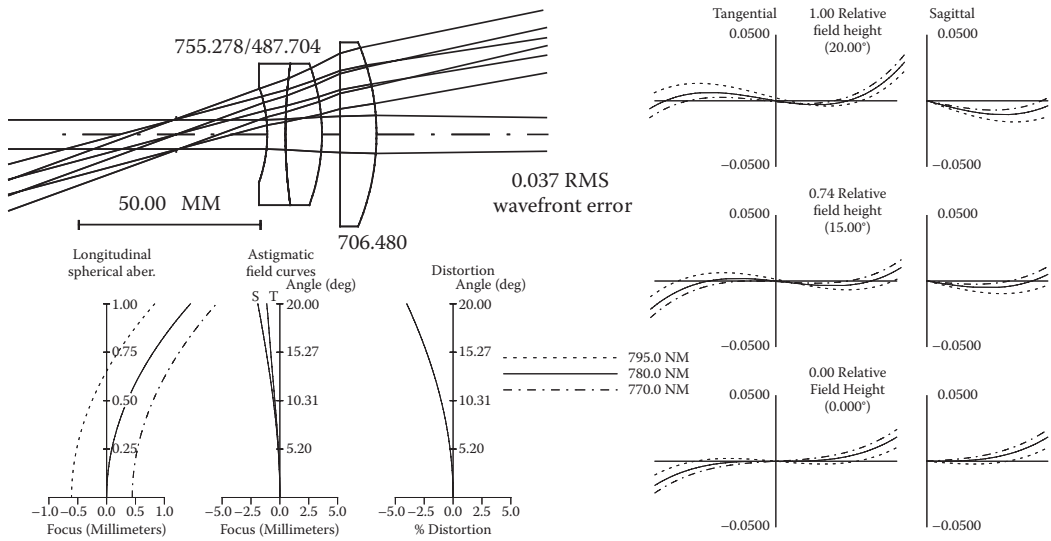 755.278/487.704
50.00 MM
0.037 RMS
wavefront error
706.480
Longitudinal
spherical aber.
1.00
0.75
0.50
0.25
−1.0 −0.5 0.0 0.5 1.0
Focus (Millimeters)
Astigmatic
field curves
Angle (deg)
S T
20.00
15.27
10.31
5.20
−5.0 −2.5 0.0 2.5 5.0
Focus (Millimeters)
Distortion
Angle (deg)
20.00
15.27
10.31
5.20
−5.0 −2.5 0.0 2.5 5.0
% Distortion
795.0 NM
780.0 NM
770.0 NM
Tangential
1.00 Relative
field height
(20.00°)
Sagittal
0.0500
0.0500
−0.0500
−0.0500
0.74 Relative
field height
(15.00°)
0.0500
0.0500
−0.0500
−0.0500
0.00 Relative
Field Height
(0.000°)
0.0500
0.0500
−0.0500
−0.0500